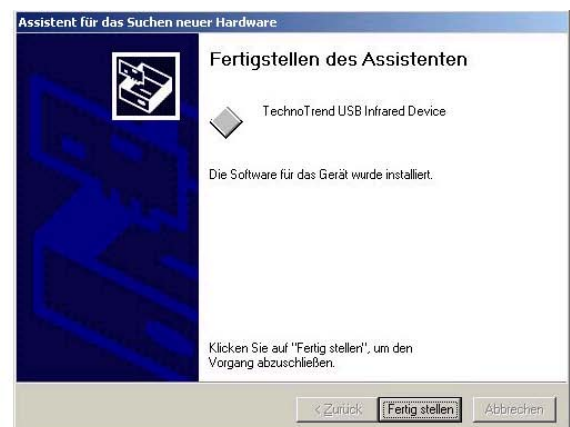 Assistent für das Suchen neuer Hardware
Fertigstellen des Assistenten
TechnoTrend USB Infrared Device
Die Software für das Gerät wurde installiert.
Klicken Sie auf "Fertig stellen", um den
Vorgang abzuschließen.
< Zurück
Fertig stellen
Abbrechen